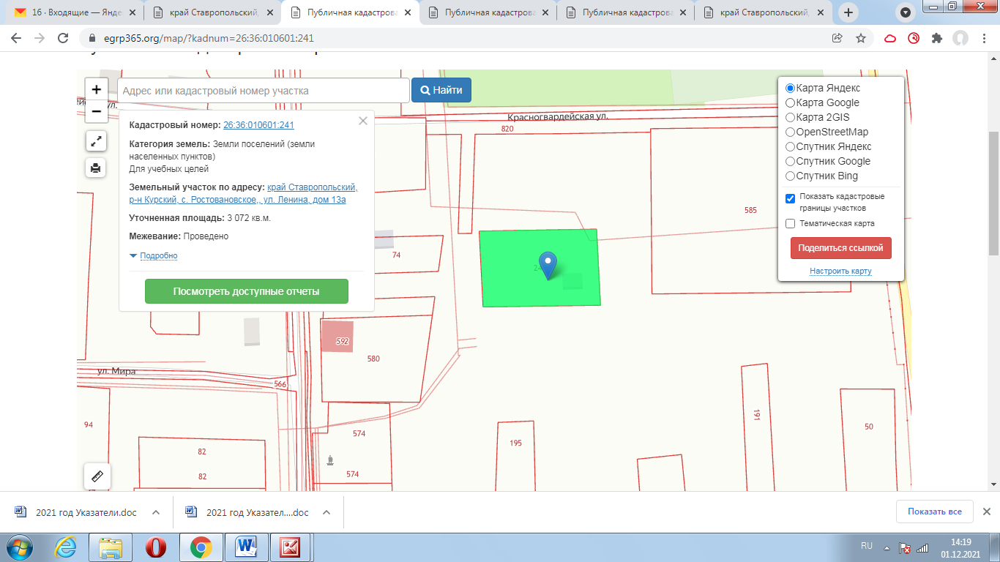 16 · Входящие — Яндек
край Ставропольский,
Публичная кадастрова
Публичная кадастрова
Публичная кадастрова
край Ставропольский,
egrp365.org/map/?kadnum=26:36:010601:241
Адрес или кадастровый номер участка
Найти
Кадастровый номер: 26:36:010601:241
Категория земель: Земли поселений (земли
населенных пунктов)
Для учебных целей
Земельный участок по адресу: край Ставропольский,
р-н Курский, с. Ростовановское,, ул. Ленина, дом 13а
Уточненная площадь: 3 072 кв.м.
Межевание: Проведено
Подробно
Посмотреть доступные отчеты
Карта Яндекс
Карта Google
Карта 2GIS
OpenStreetMap
Спутник Яндекс
Спутник Google
Спутник Bing
Показать кадастровые
границы участков
Тематическая карта
Поделиться ссылкой
Настроить карту
Красногвардейская ул.
820
585
74
592
580
ул. Мира
566
94
82
82
574
574
195
191
50
2021 год Указатели.doc
2021 год Указател....doc
Показать все
RU
14:19
01.12.2021